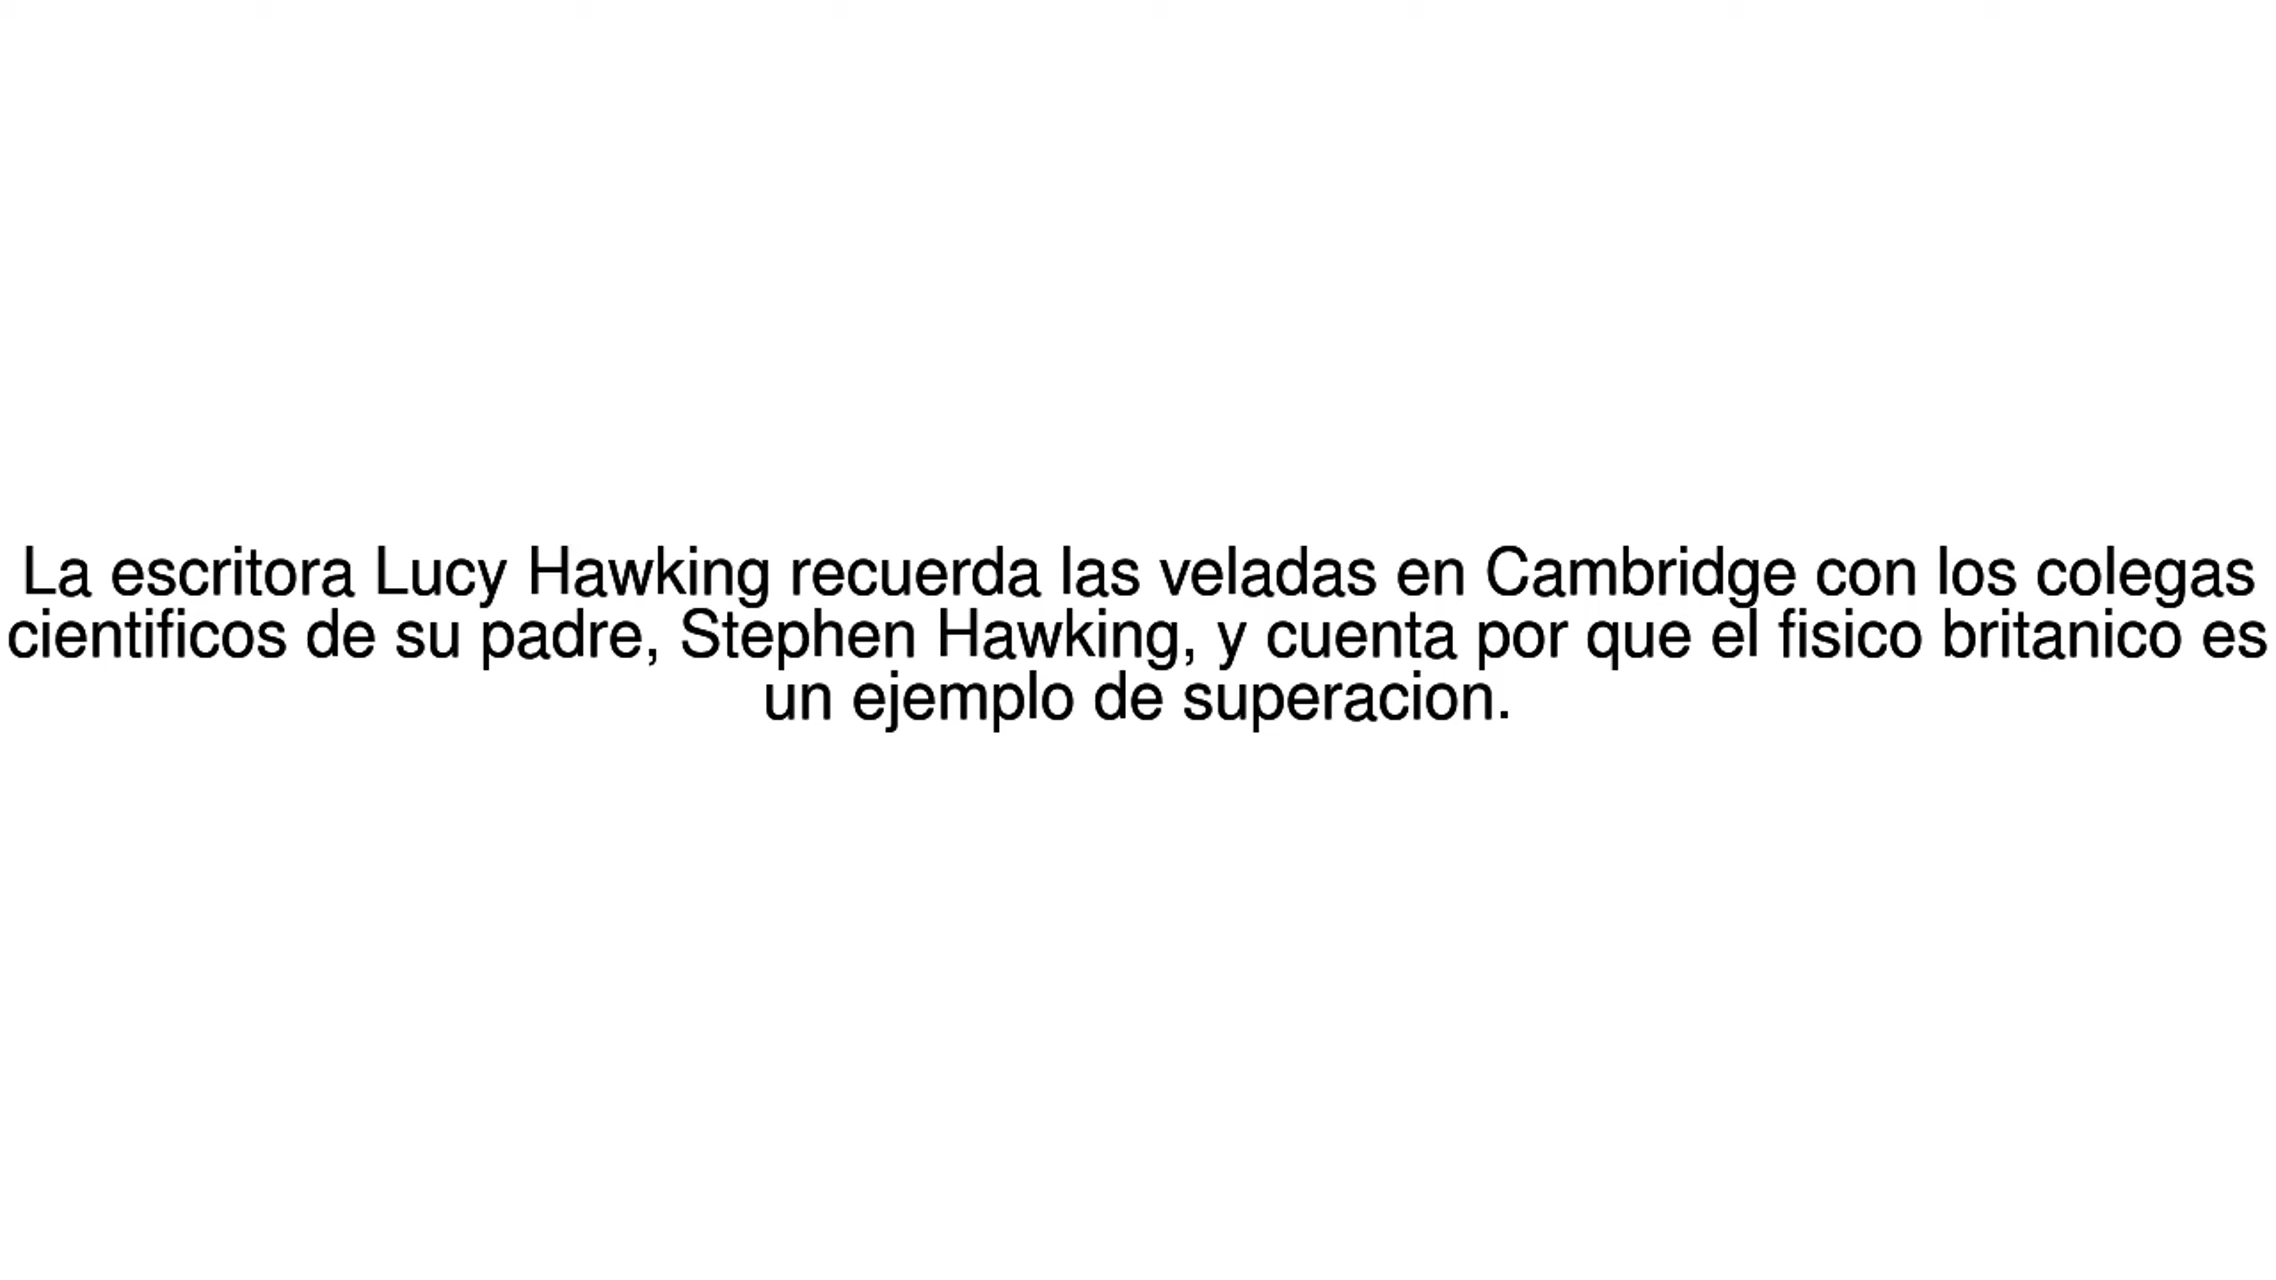 La escritora Lucy Hawking recuerda las veladas en Cambridge con los colegas
cientificos de su padre, Stephen Hawking, y cuenta por que el fisico britanico es
un ejemplo de superacion.